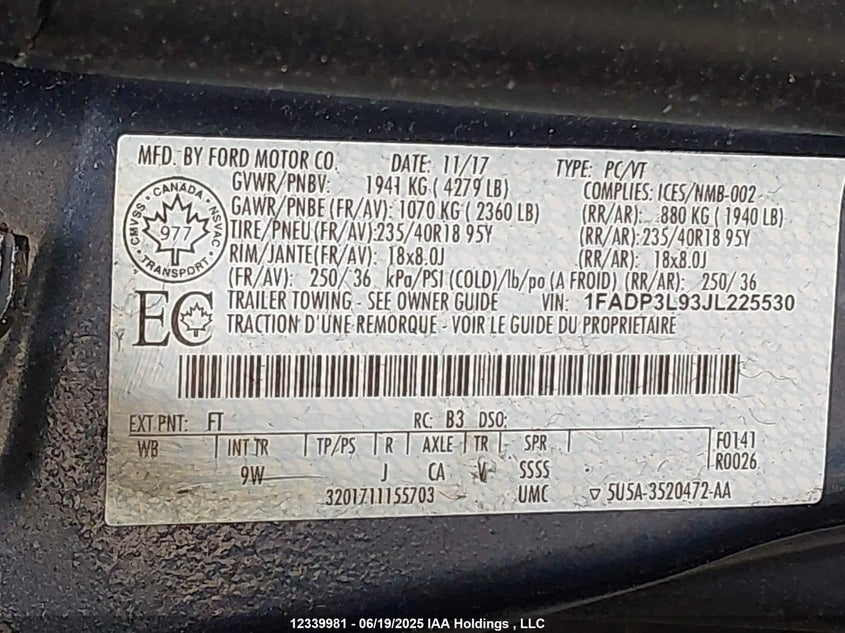 MFD. BY FORD MOTOR CO. DATE: 11/17 TYPE: PC/VT
GVWR/PNBV: 1941 KG ( 4279 LB) COMPLIES: ICES/NMB-002
GAWR/PNBE (FR/AV): 1070 KG ( 2360 LB) (RR/AR): 880 KG ( 1940 LB)
TIRE/PNEU(FR/AV): 235/40R18 95Y (RR/AR): 235/40R18 95Y
RIM/JANTE(FR/AV): 18x8.0J (RR/AR): 18x8.0J
(FR/AV): 250/ 36 kPa/PSI (COLD)/lb/po (A FROID) (RR/AR): 250/ 36
TRAILER TOWING - SEE OWNER GUIDE VIN: 1FADP3L93JL225530
TRACTION D'UNE REMORQUE - VOIR LE GUIDE DU PROPRIETAIRE
CMVSS • CANADA • NSVAC
977
• TRANSPORT •
EC
EXT PNT: FT RC: B3 DSO:
WB INT TR TP/PS R AXLE TR SPR F0141
9W J CA V SSSS R0026
3201711155703 UMC ▽ 5U5A-3520472-AA
12339981 - 06/19/2025 IAA Holdings , LLC